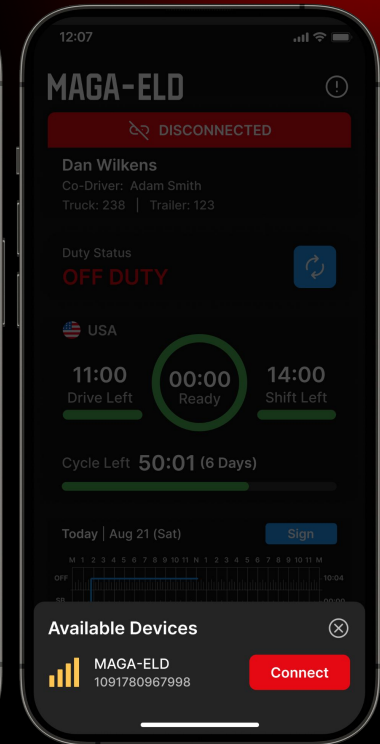 12:07
MAGA-ELD
DISCONNECTED
Dan Wilkens
Co-Driver: Adam Smith
Truck: 238 | Trailer: 123
Duty Status
OFF DUTY
USA
11:00
Drive Left
00:00
Ready
14:00
Shift Left
Cycle Left 50:01 (6 Days)
Today | Aug 21 (Sat)
Sign
M 1 2 3 4 5 6 7 8 9 10 11 N 1 2 3 4 5 6 7 8 9 10 11 M
OFF
10:04
SB
00:00
Available Devices
MAGA-ELD
1091780967998
Connect